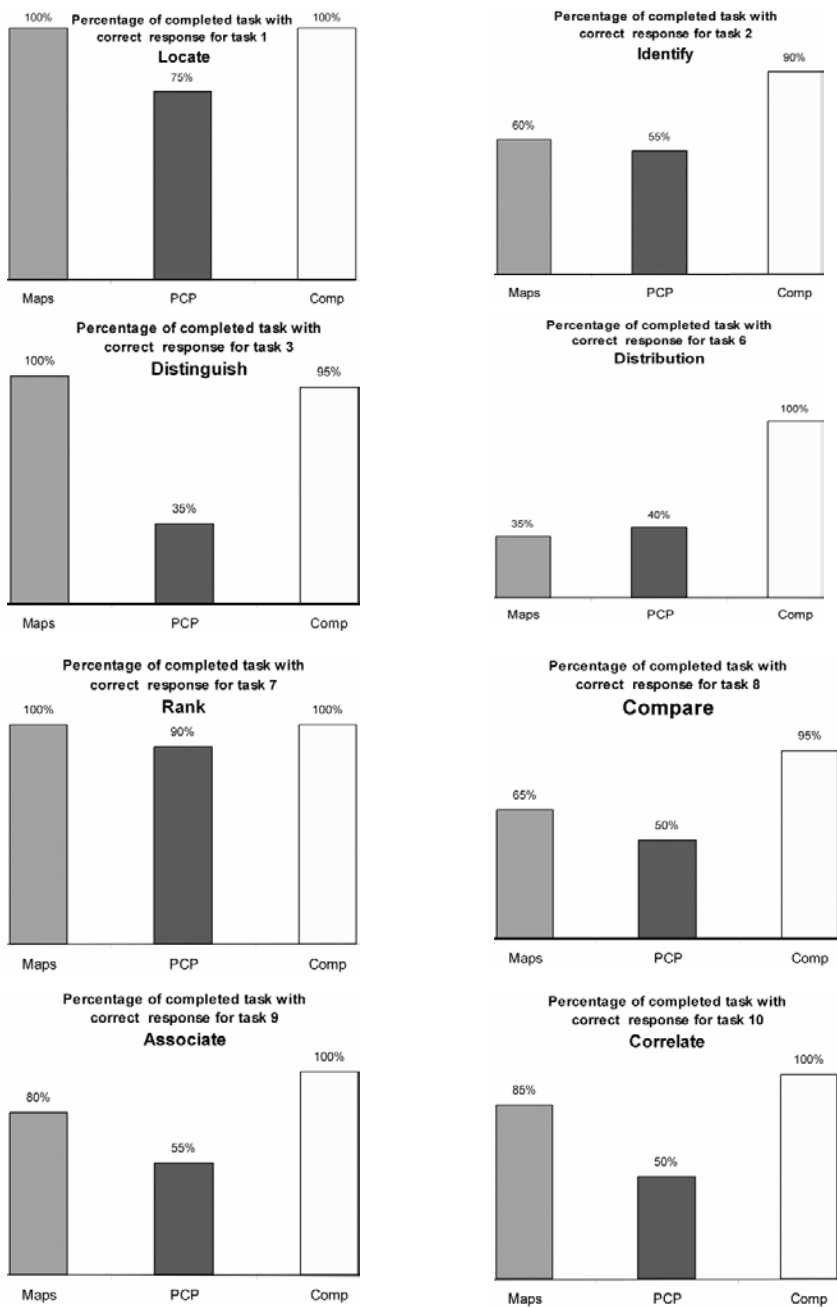 Percentage of completed task with
correct response for task 1
Locate
100%
75%
100%
Maps
PCP
Comp
Percentage of completed task with
correct response for task 2
Identify
60%
55%
90%
Maps
PCP
Comp
Percentage of completed task with
correct response for task 3
Distinguish
100%
35%
95%
Maps
PCP
Comp
Percentage of completed task with
correct response for task 6
Distribution
35%
40%
100%
Maps
PCP
Comp
Percentage of completed task with
correct response for task 7
Rank
100%
90%
100%
Maps
PCP
Comp
Percentage of completed task with
correct response for task 8
Compare
65%
50%
95%
Maps
PCP
Comp
Percentage of completed task with
correct response for task 9
Associate
80%
55%
100%
Maps
PCP
Comp
Percentage of completed task with
correct response for task 10
Correlate
85%
50%
100%
Maps
PCP
Comp